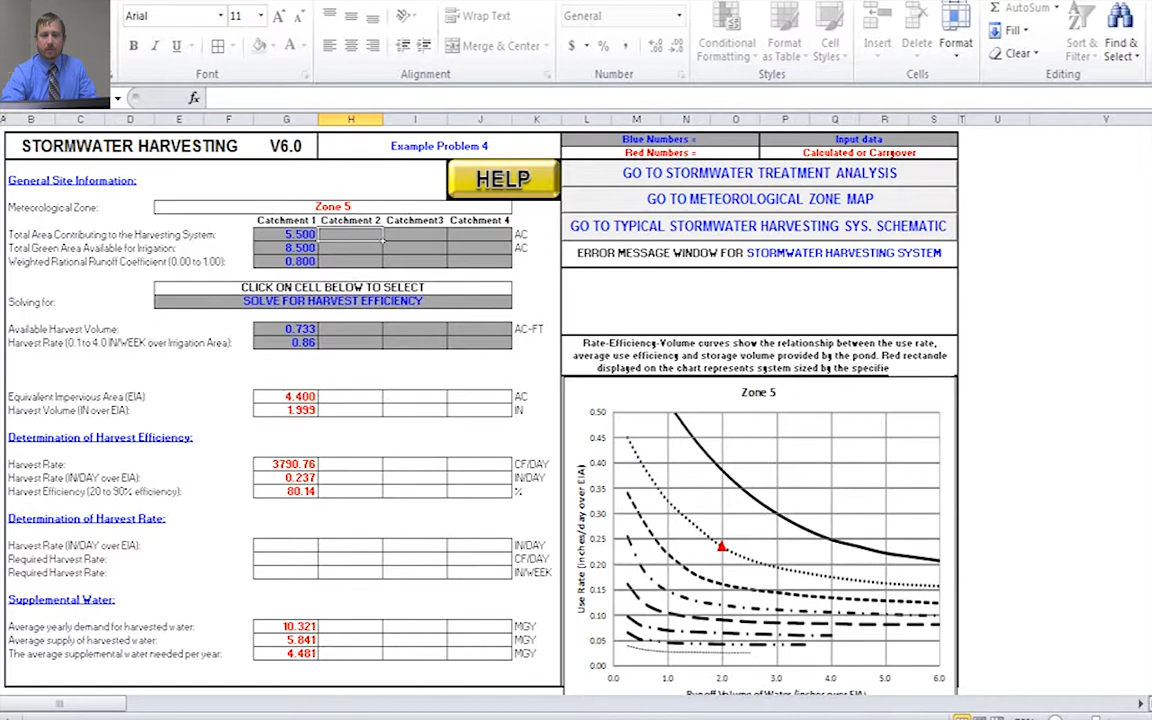 Arial 11 Wrap Text General Σ AutoSum
B I U Merge & Center $ % , Conditional Formatting Format as Table Cell Styles Insert Delete Format Fill Clear Sort & Filter Find & Select
Font Alignment Number Styles Cells Editing
fx
A B C D E F G H I J K L M N O P Q R S T U Y
STORMWATER HARVESTING V6.0 Example Problem 4
Blue Numbers = Input data
Red Numbers = Calculated or Carryover
General Site Information:
HELP
GO TO STORMWATER TREATMENT ANALYSIS
GO TO METEOROLOGICAL ZONE MAP
Meteorological Zone: Zone 5
Catchment 1 Catchment 2 Catchment3 Catchment 4
GO TO TYPICAL STORMWATER HARVESTING SYS. SCHEMATIC
Total Area Contributing to the Harvesting System: 5.500 AC
Total Green Area Available for Irrigation: 8.500 AC
Weighted Rational Runoff Coefficient (0.00 to 1.00): 0.800
ERROR MESSAGE WINDOW FOR STORMWATER HARVESTING SYSTEM
CLICK ON CELL BELOW TO SELECT
Solving for: SOLVE FOR HARVEST EFFICIENCY
Available Harvest Volume: 0.733 AC-FT
Harvest Rate (0.1 to 4.0 IN/WEEK over Irrigation Area): 0.86
Rate-Efficiency-Volume curves show the relationship between the use rate,
average use efficiency and storage volume provided by the pond. Red rectangle
displayed on the chart represents system sized by the specifie
Equivalent Impervious Area (EIA) 4.400 AC
Harvest Volume (IN over EIA): 1.999 IN
Determination of Harvest Efficiency:
Harvest Rate: 3790.76 CF/DAY
Harvest Rate (IN/DAY over EIA): 0.237 IN/DAY
Harvest Efficiency (20 to 90% efficiency): 80.14 %
Determination of Harvest Rate:
Harvest Rate (IN/DAY over EIA): IN/DAY
Required Harvest Rate: CF/DAY
Required Harvest Rate: IN/WEEK
Supplemental Water:
Average yearly demand for harvested water: 10.321 MGY
Average supply of harvested water: 5.841 MGY
The average supplemental water needed per year: 4.481 MGY
Zone 5
Use Rate (inches/day over EIA)
0.50
0.45
0.40
0.35
0.30
0.25
0.20
0.15
0.10
0.05
0.00
0.0 1.0 2.0 3.0 4.0 5.0 6.0
Runoff Volume of Water (inches over EIA)